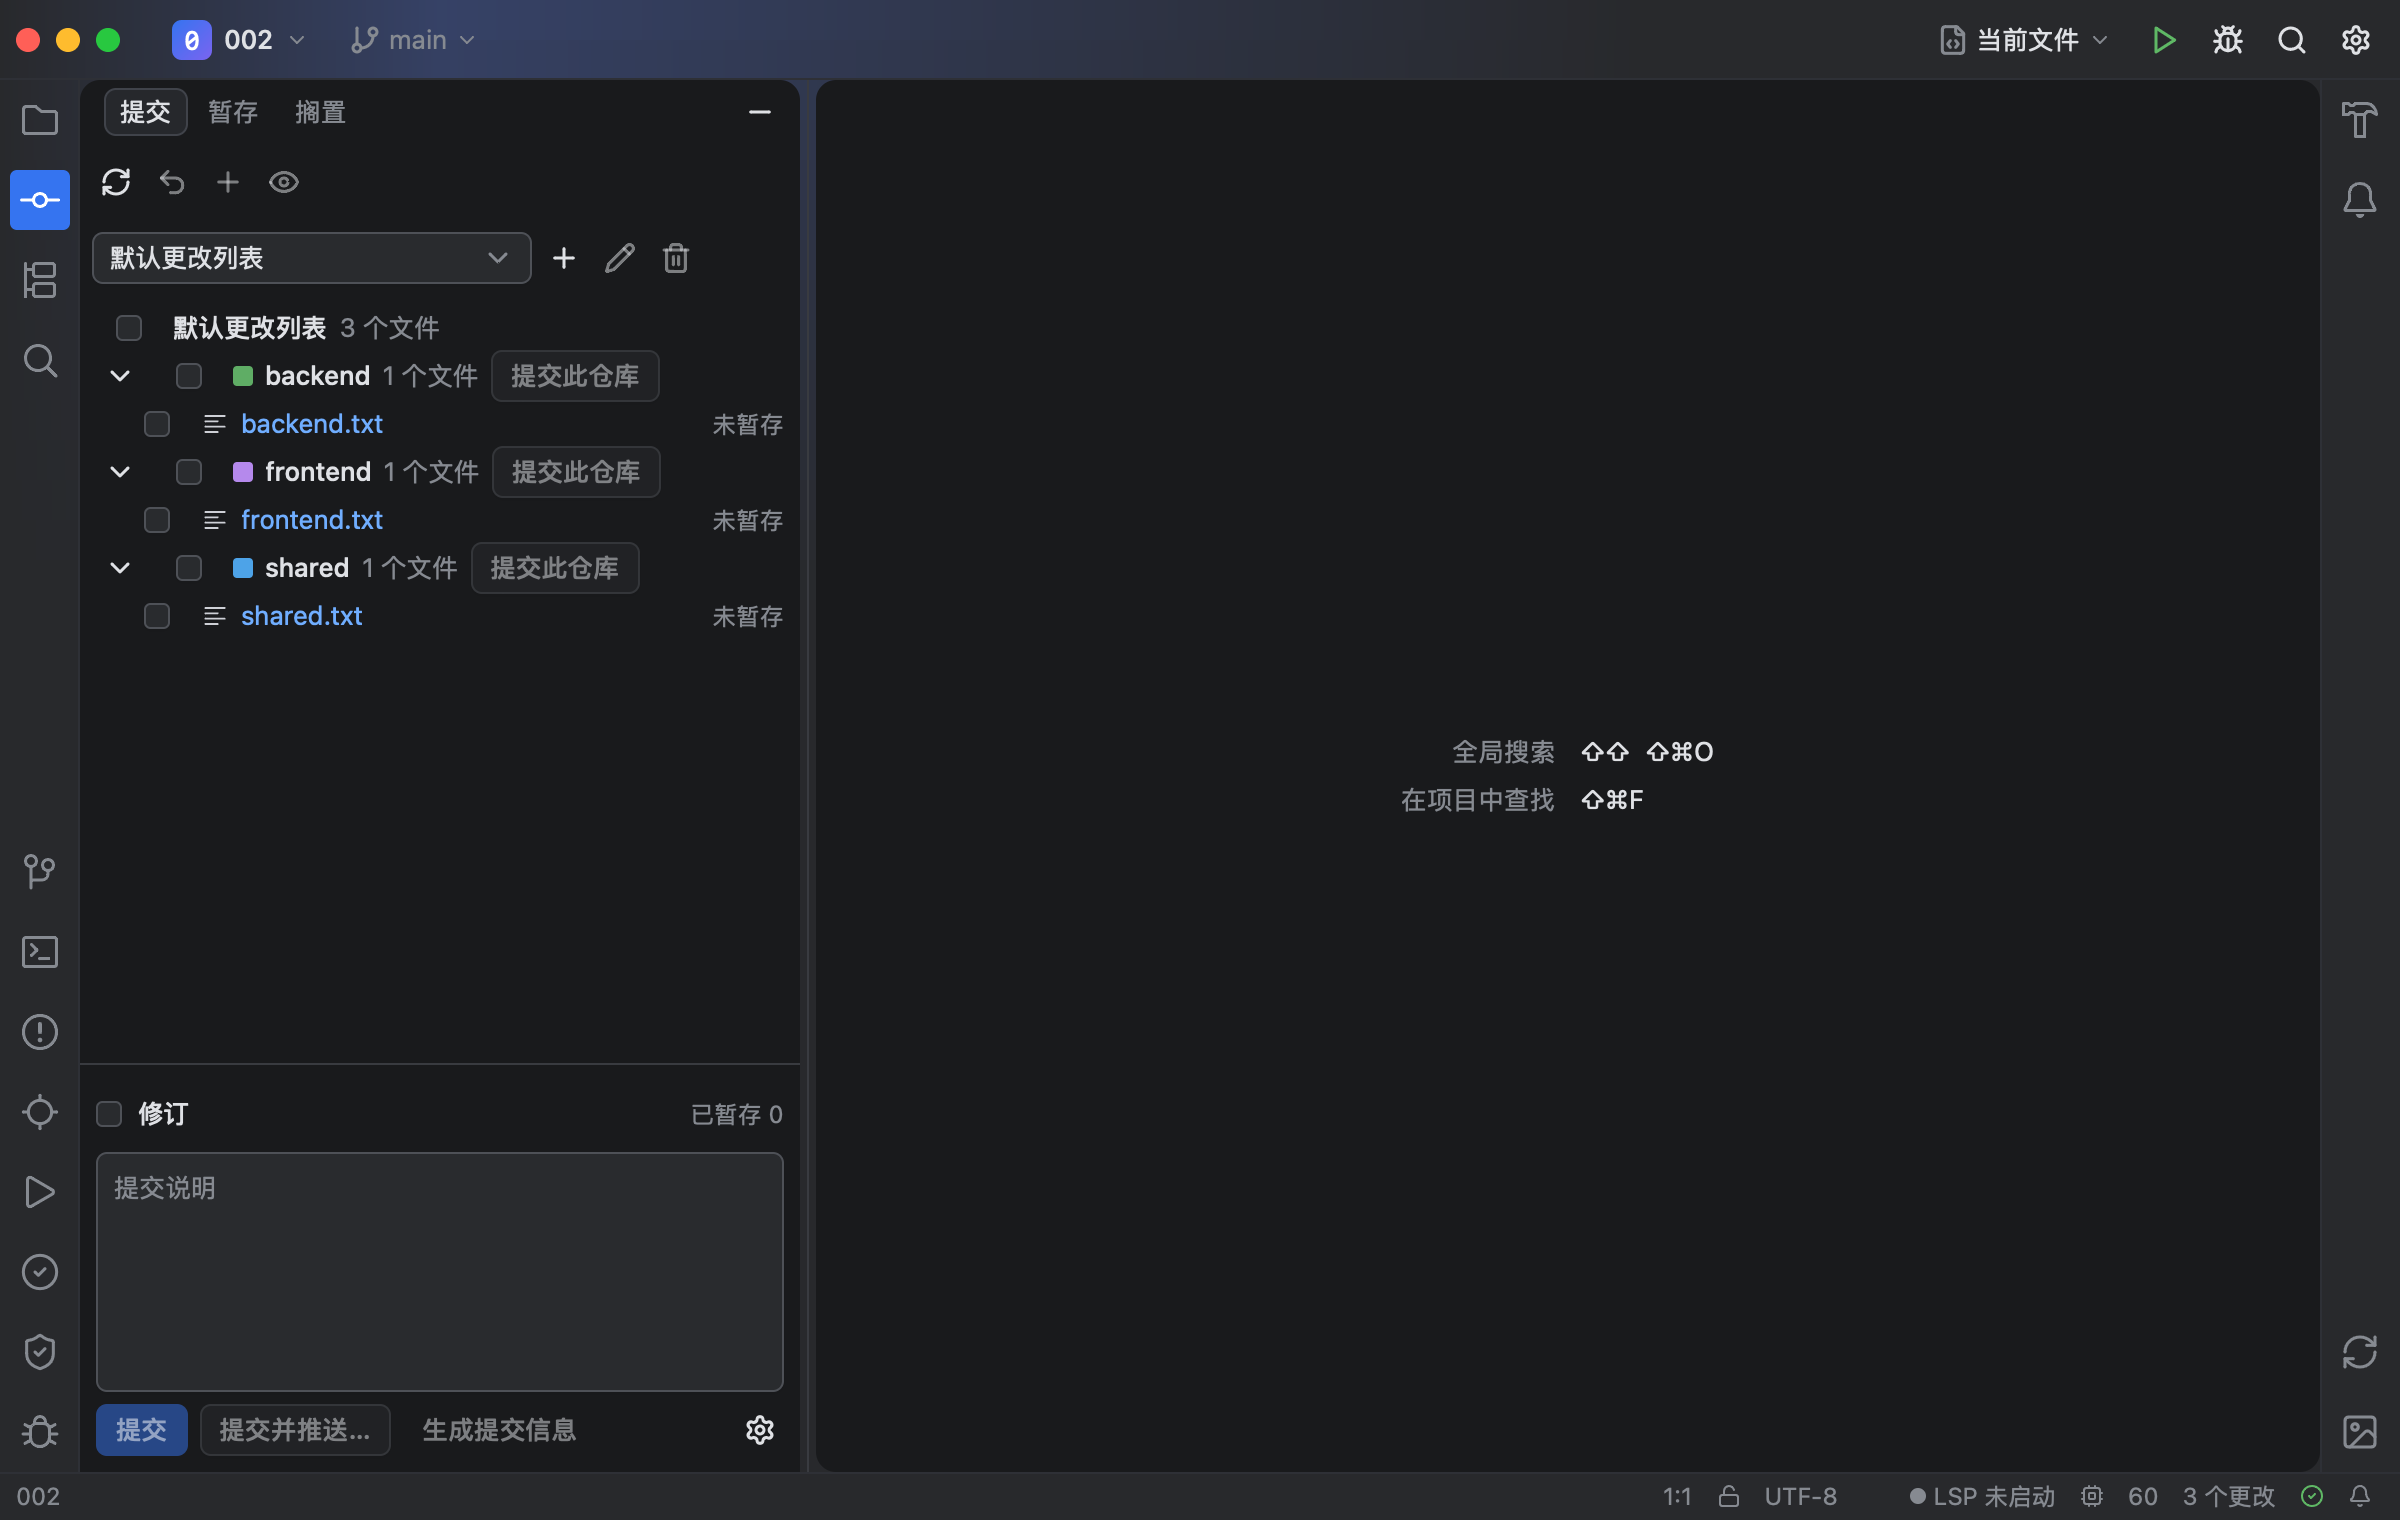 0 002 main 当前文件
提交 暂存 搁置
默认更改列表
默认更改列表 3 个文件
backend 1 个文件 提交此仓库
backend.txt 未暂存
frontend 1 个文件 提交此仓库
frontend.txt 未暂存
shared 1 个文件 提交此仓库
shared.txt 未暂存
全局搜索 ⇧⇧ ⇧⌘O
在项目中查找 ⇧⌘F
修订 已暂存 0
提交说明
提交 提交并推送... 生成提交信息
002 1:1 UTF-8 LSP 未启动 60 3 个更改